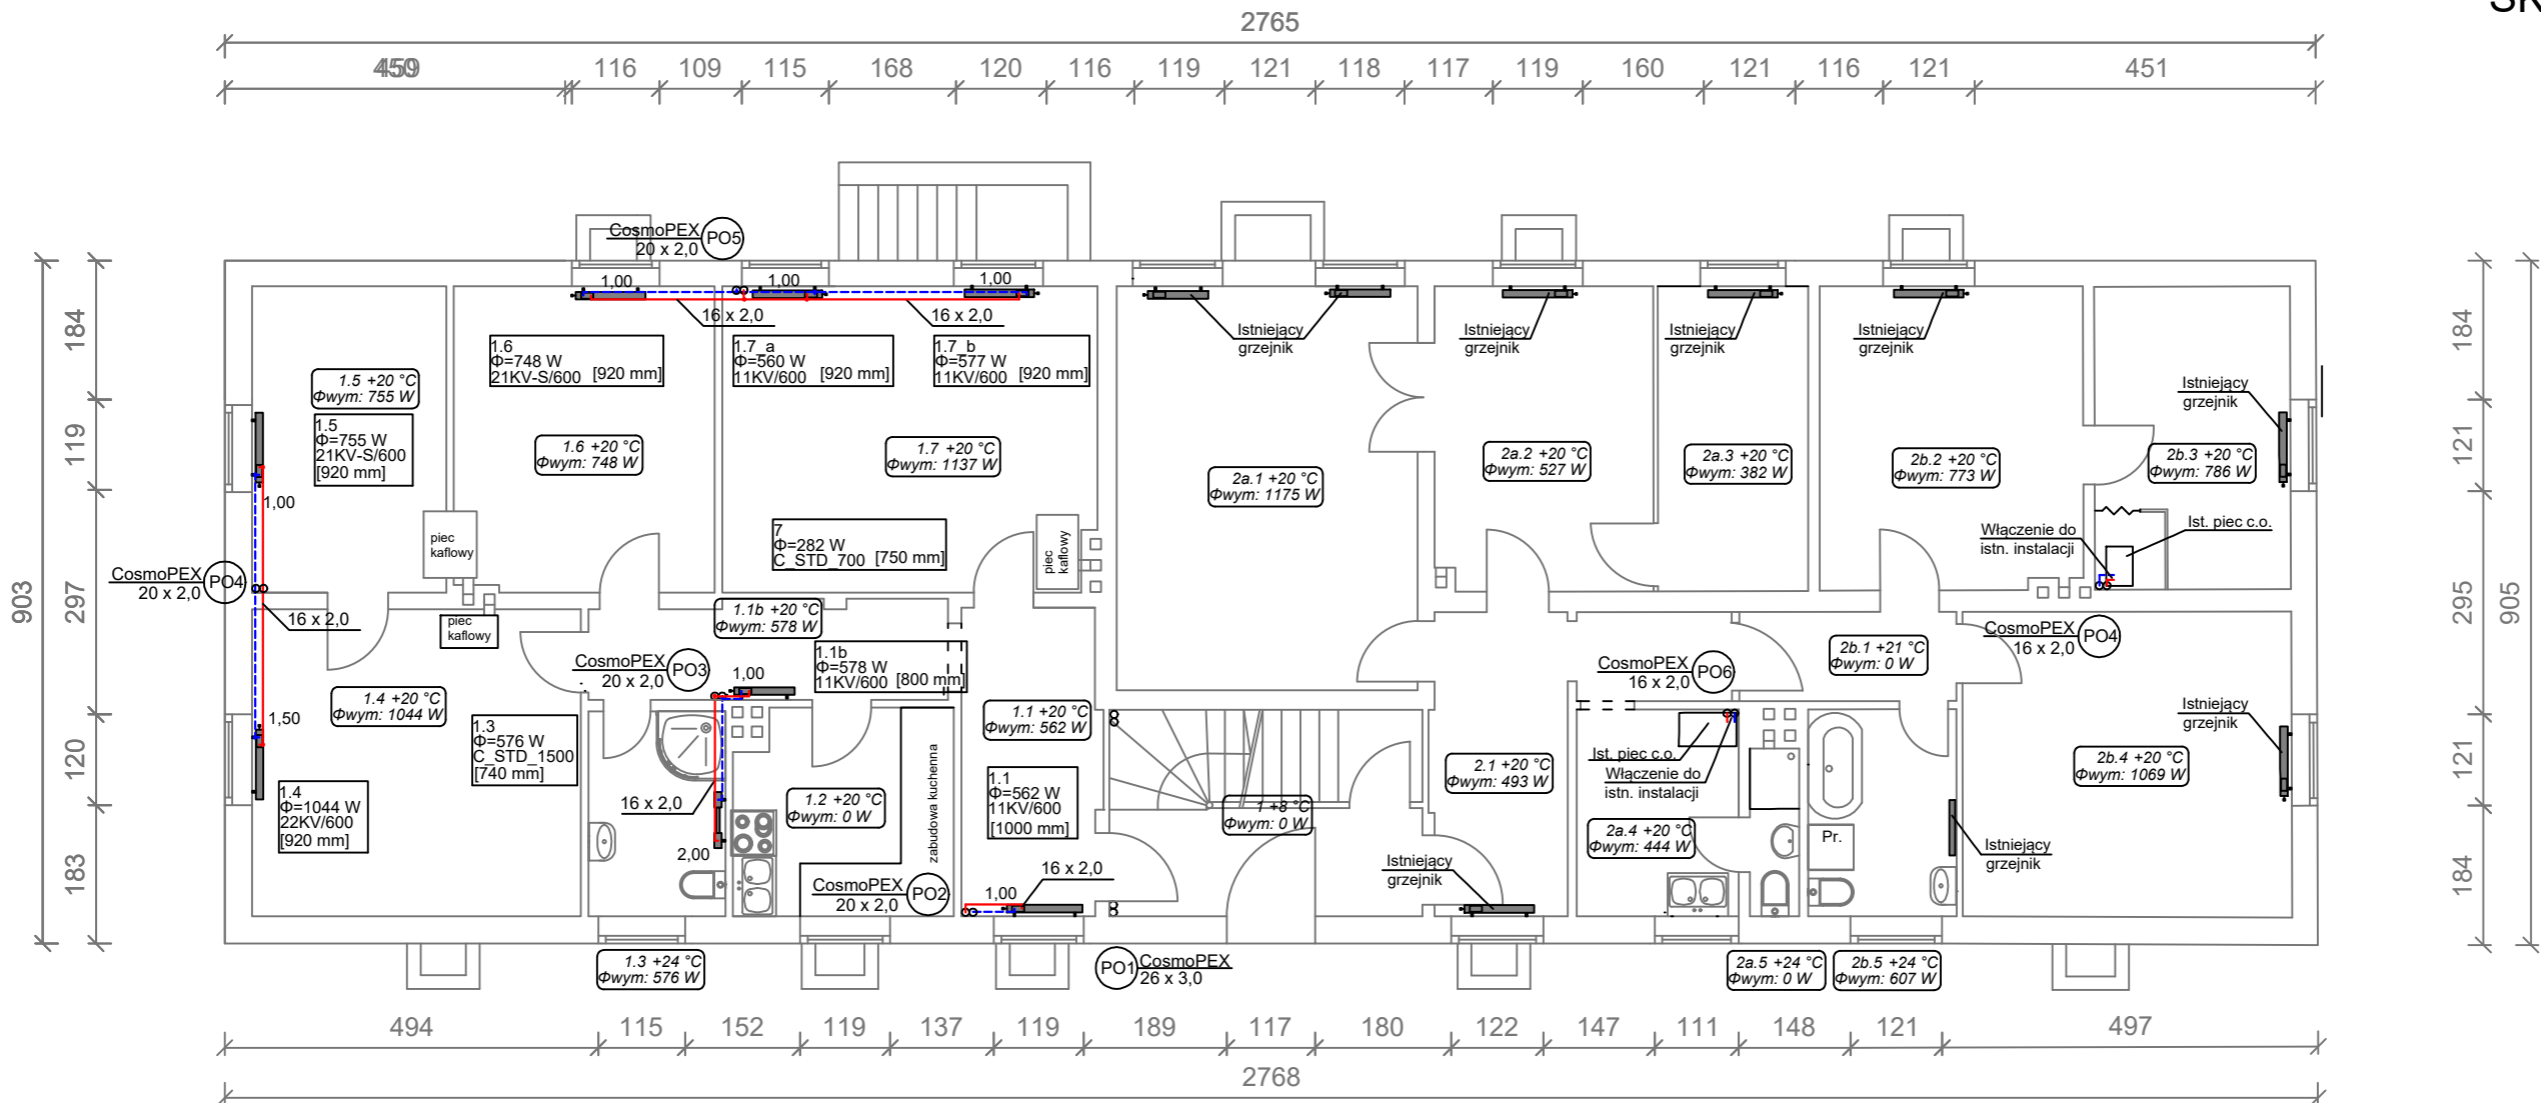 2765
459
116
109
115
168
120
116
119
121
118
117
119
160
121
116
121
451
CosmoPEX
20 x 2,0
PO5
1,00
1,00
1,00
16 x 2,0
16 x 2,0
Istniejący
grzejnik
Istniejący
grzejnik
Istniejący
grzejnik
Istniejący
grzejnik
184
184
1.6
Φ=748 W
21KV-S/600 [920 mm]
1.7_a
Φ=560 W
11KV/600 [920 mm]
1.7_b
Φ=577 W
11KV/600 [920 mm]
1.5 +20 °C
Φwym: 755 W
1.5
Φ=755 W
21KV-S/600
[920 mm]
1.6 +20 °C
Φwym: 748 W
1.7 +20 °C
Φwym: 1137 W
2a.1 +20 °C
Φwym: 1175 W
2a.2 +20 °C
Φwym: 527 W
2a.3 +20 °C
Φwym: 382 W
2b.2 +20 °C
Φwym: 773 W
Istniejący
grzejnik
2b.3 +20 °C
Φwym: 786 W
119
121
1,00
piec
kaflowy
7
Φ=282 W
C_STD_700 [750 mm]
piec
kaflowy
Włączenie do
istn. instalacji
Ist. piec c.o.
CosmoPEX
20 x 2,0
PO4
903
297
295
905
16 x 2,0
piec
kaflowy
1.1b +20 °C
Φwym: 578 W
1.1b
Φ=578 W
11KV/600 [800 mm]
CosmoPEX
20 x 2,0
PO3
1,00
CosmoPEX
16 x 2,0
PO6
2b.1 +21 °C
Φwym: 0 W
CosmoPEX
16 x 2,0
PO4
1.4 +20 °C
Φwym: 1044 W
1,50
1.3
Φ=576 W
C_STD_1500
[740 mm]
1.1 +20 °C
Φwym: 562 W
Istniejący
grzejnik
120
121
1.4
Φ=1044 W
22KV/600
[920 mm]
16 x 2,0
2,00
1.2 +20 °C
Φwym: 0 W
zabudowa kuchenna
1.1
Φ=562 W
11KV/600
[1000 mm]
1 +8 °C
Φwym: 0 W
2.1 +20 °C
Φwym: 493 W
Ist. piec c.o.
Włączenie do
istn. instalacji
2a.4 +20 °C
Φwym: 444 W
2b.4 +20 °C
Φwym: 1069 W
Pr.
Istniejący
grzejnik
Istniejący
grzejnik
183
184
CosmoPEX
20 x 2,0
PO2
16 x 2,0
1,00
1.3 +24 °C
Φwym: 576 W
PO1
CosmoPEX
26 x 3,0
2a.5 +24 °C
Φwym: 0 W
2b.5 +24 °C
Φwym: 607 W
494
115
152
119
137
119
189
117
180
122
147
111
148
121
497
2768